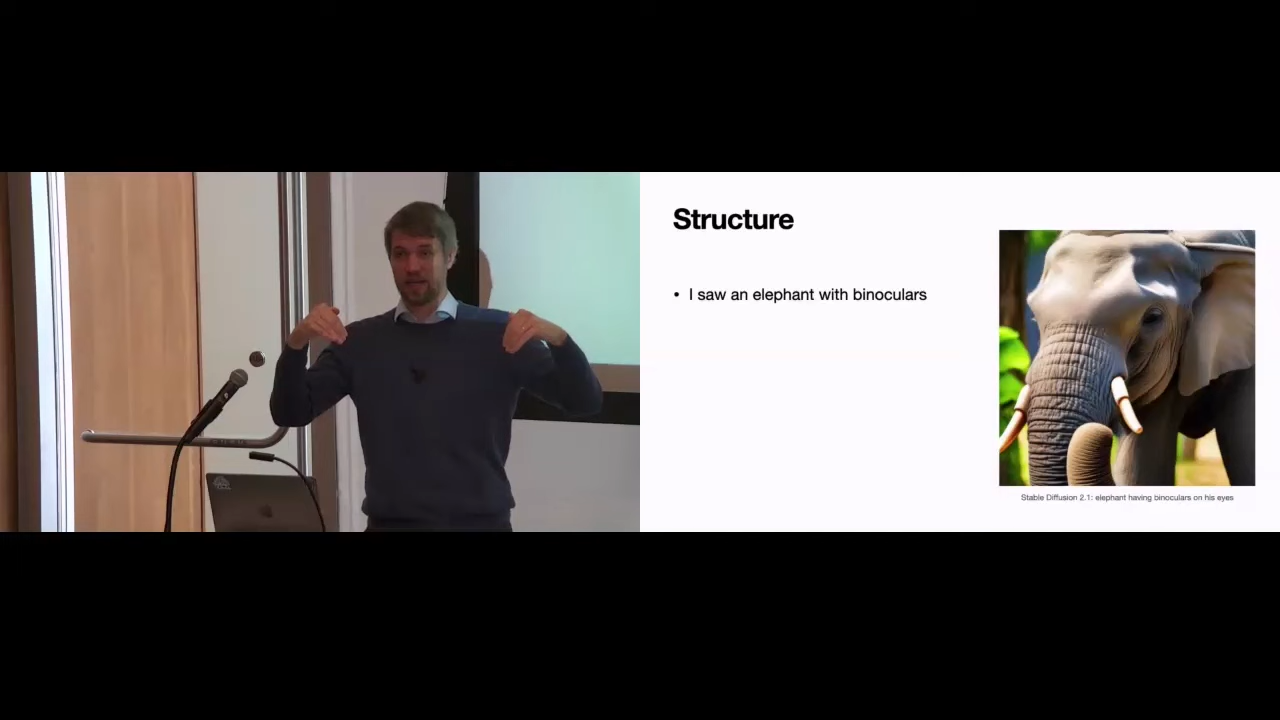 Structure
• I saw an elephant with binoculars
Stable Diffusion 2.1: elephant having binoculars on his eyes